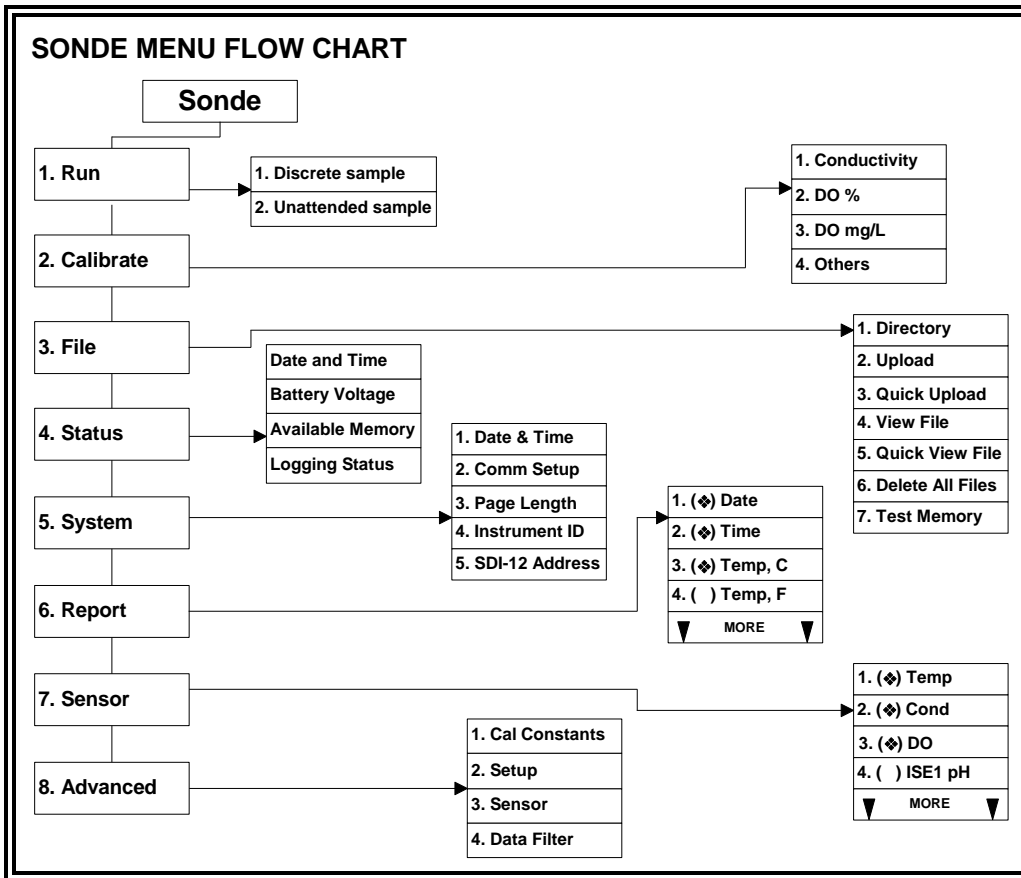 SONDE MENU FLOW CHART
Sonde
1. Run
1. Discrete sample
2. Unattended sample
2. Calibrate
1. Conductivity
2. DO %
3. DO mg/L
4. Others
3. File
1. Directory
2. Upload
3. Quick Upload
4. View File
5. Quick View File
6. Delete All Files
7. Test Memory
4. Status
Date and Time
Battery Voltage
Available Memory
Logging Status
5. System
1. Date & Time
2. Comm Setup
3. Page Length
4. Instrument ID
5. SDI-12 Address
6. Report
1. (❖) Date
2. (❖) Time
3. (❖) Temp, C
4. ( ) Temp, F
MORE
7. Sensor
1. (❖) Temp
2. (❖) Cond
3. (❖) DO
4. ( ) ISE1 pH
MORE
8. Advanced
1. Cal Constants
2. Setup
3. Sensor
4. Data Filter